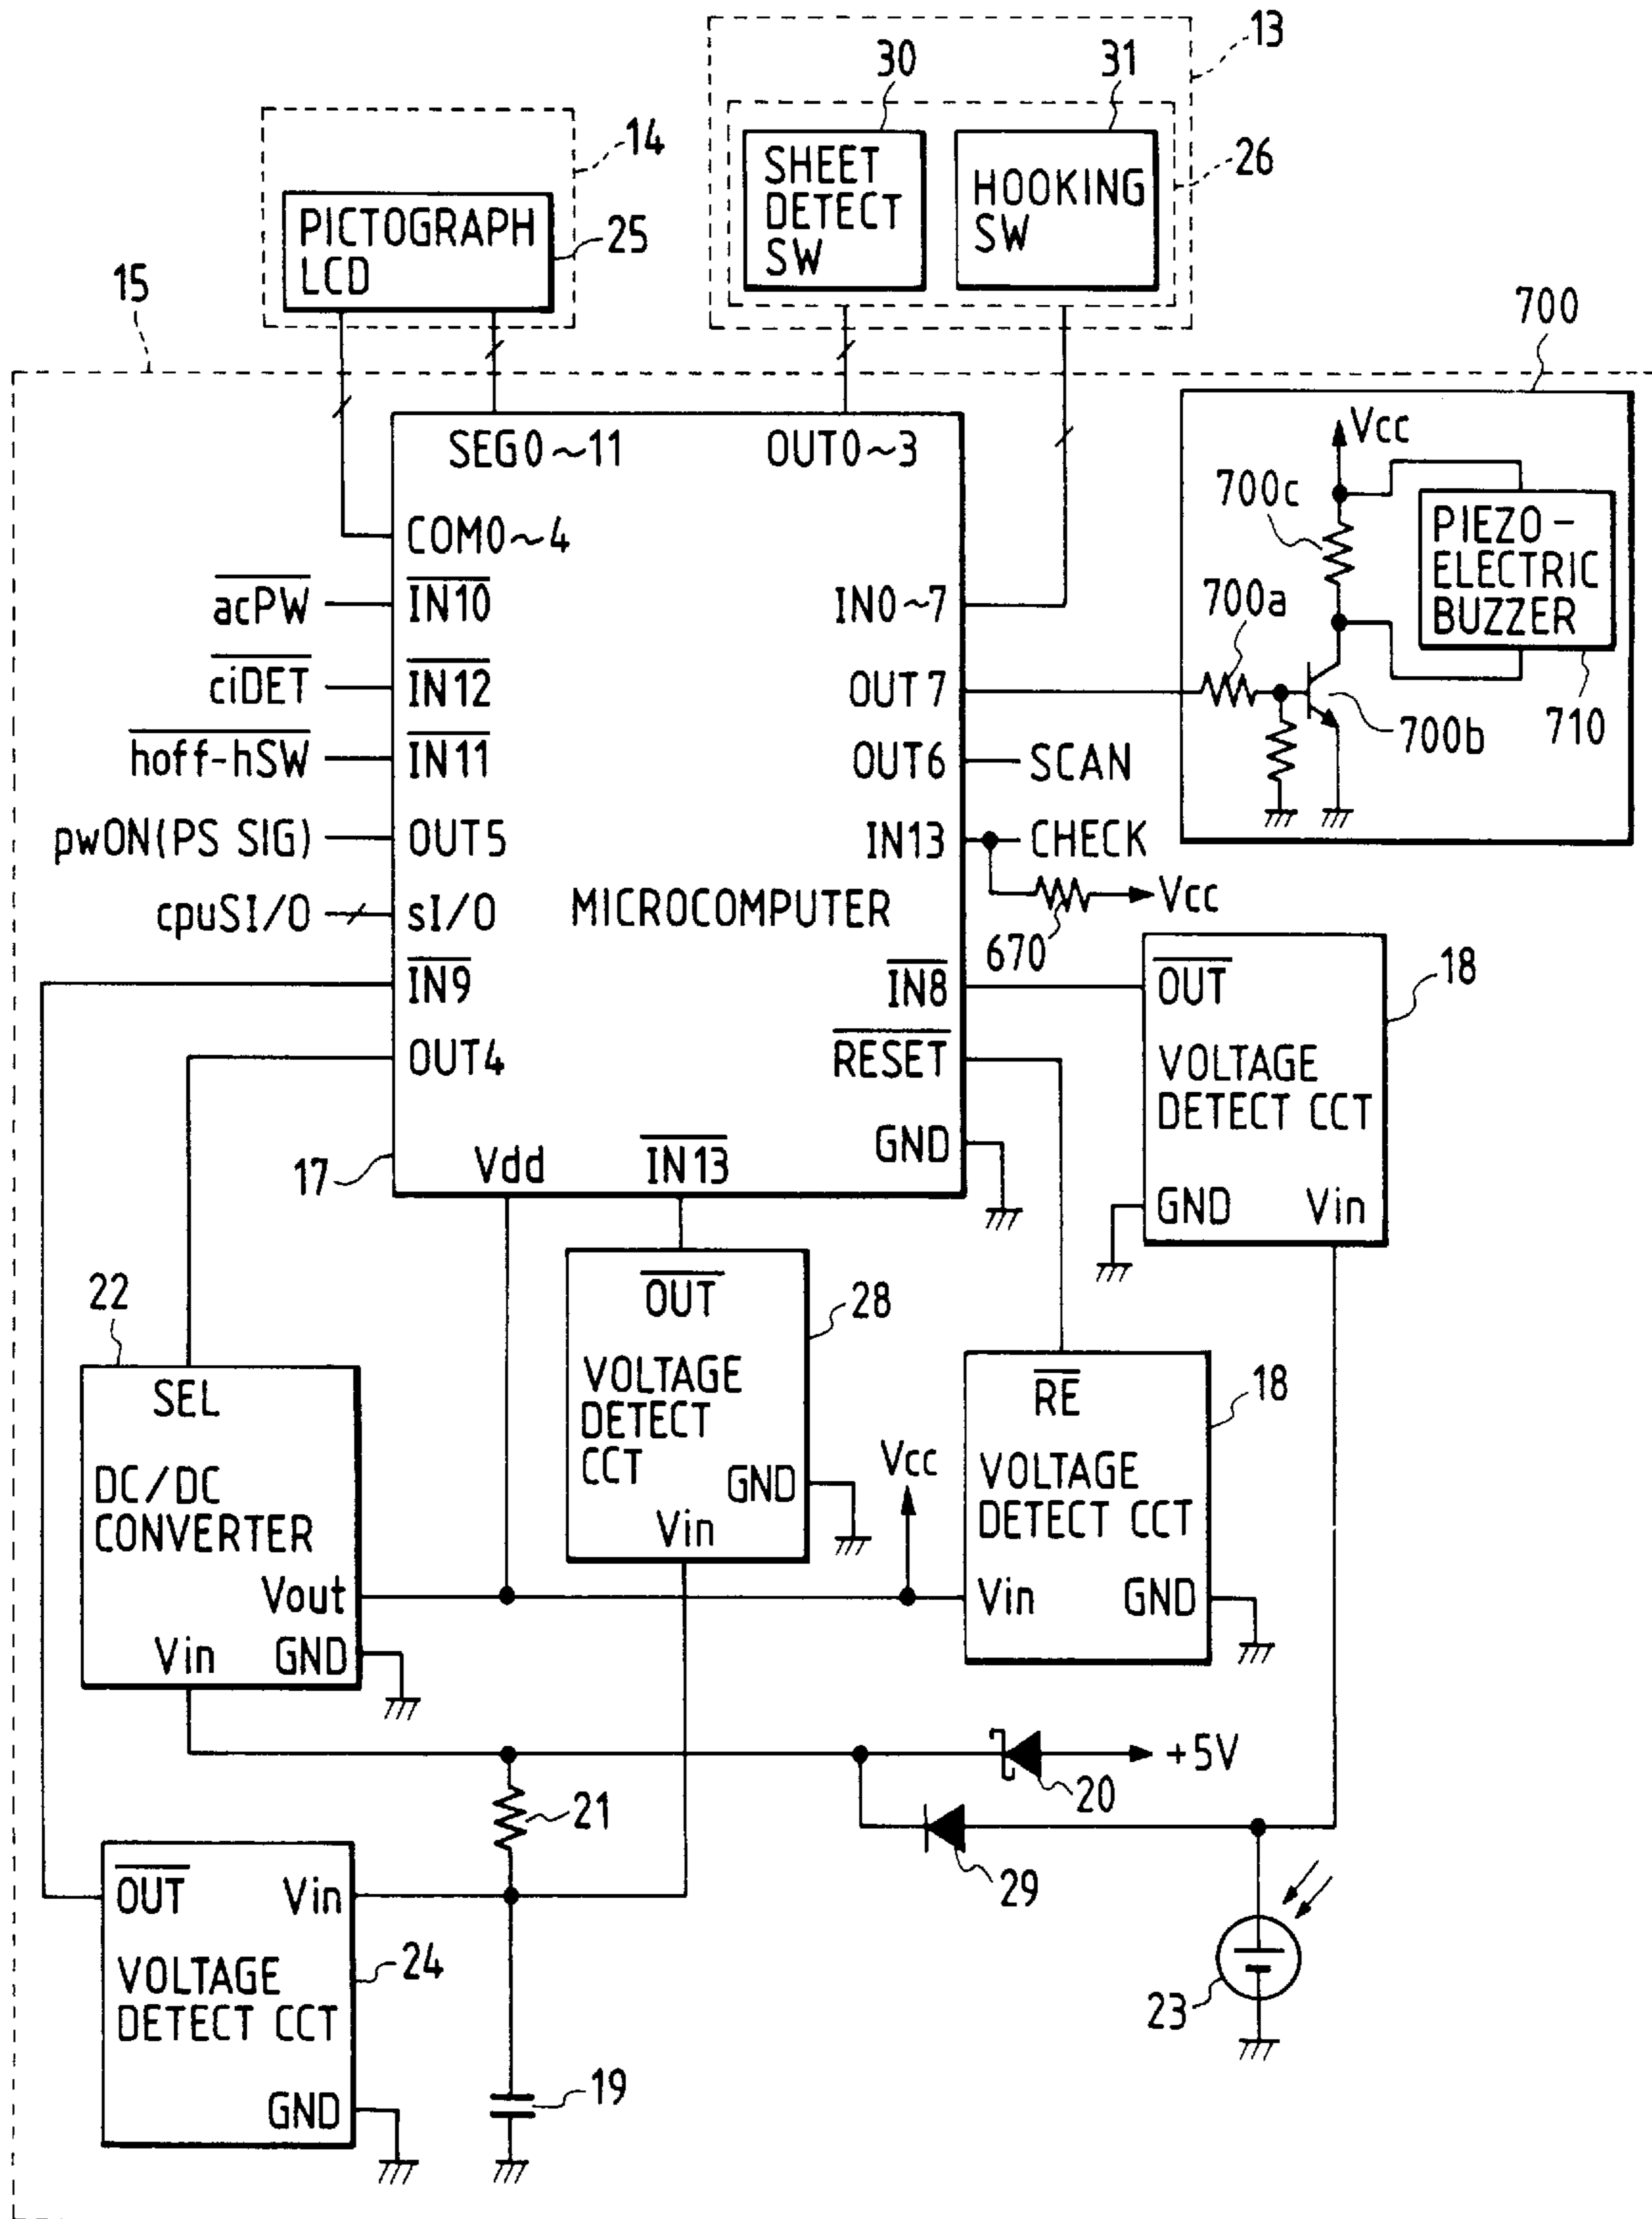 13
30
31
14
SHEET
DETECT
SW
HOOKING
SW
26
PICTOGRAPH
LCD
25
15
700
SEG0~11
OUT0~3
Vcc
700c
PIEZO-
ELECTRIC
BUZZER
COM0~4
acPW
IN10
IN0~7
700a
ciDET
IN12
OUT7
700b
710
hoff-hSW
IN11
OUT6
SCAN
pwON(PS SIG)
OUT5
IN13
CHECK
cpuSI/O
sI/O
MICROCOMPUTER
Vcc
670
IN9
IN8
OUT
18
OUT4
RESET
VOLTAGE
DETECT CCT
17
Vdd
IN13
GND
GND
Vin
22
OUT
28
SEL
VOLTAGE
DETECT
CCT
RE
18
DC/DC
CONVERTER
GND
Vcc
VOLTAGE
DETECT CCT
Vin
Vout
Vin
GND
Vin
GND
+5V
20
21
29
OUT
Vin
VOLTAGE
DETECT CCT
24
23
GND
19